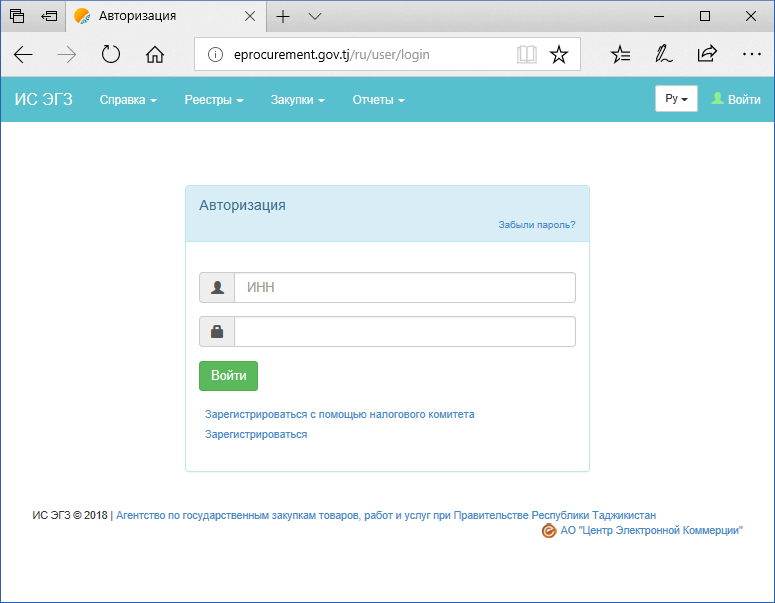 Авторизация
eprocurement.gov.tj/ru/user/login
ИС ЭГЗ Справка Реестры Закупки Отчеты Ру Войти
Авторизация
Забыли пароль?
ИНН
Войти
Зарегистрироваться с помощью налогового комитета
Зарегистрироваться
ИС ЭГЗ © 2018 | Агентство по государственным закупкам товаров, работ и услуг при Правительстве Республики Таджикистан
АО "Центр Электронной Коммерции"